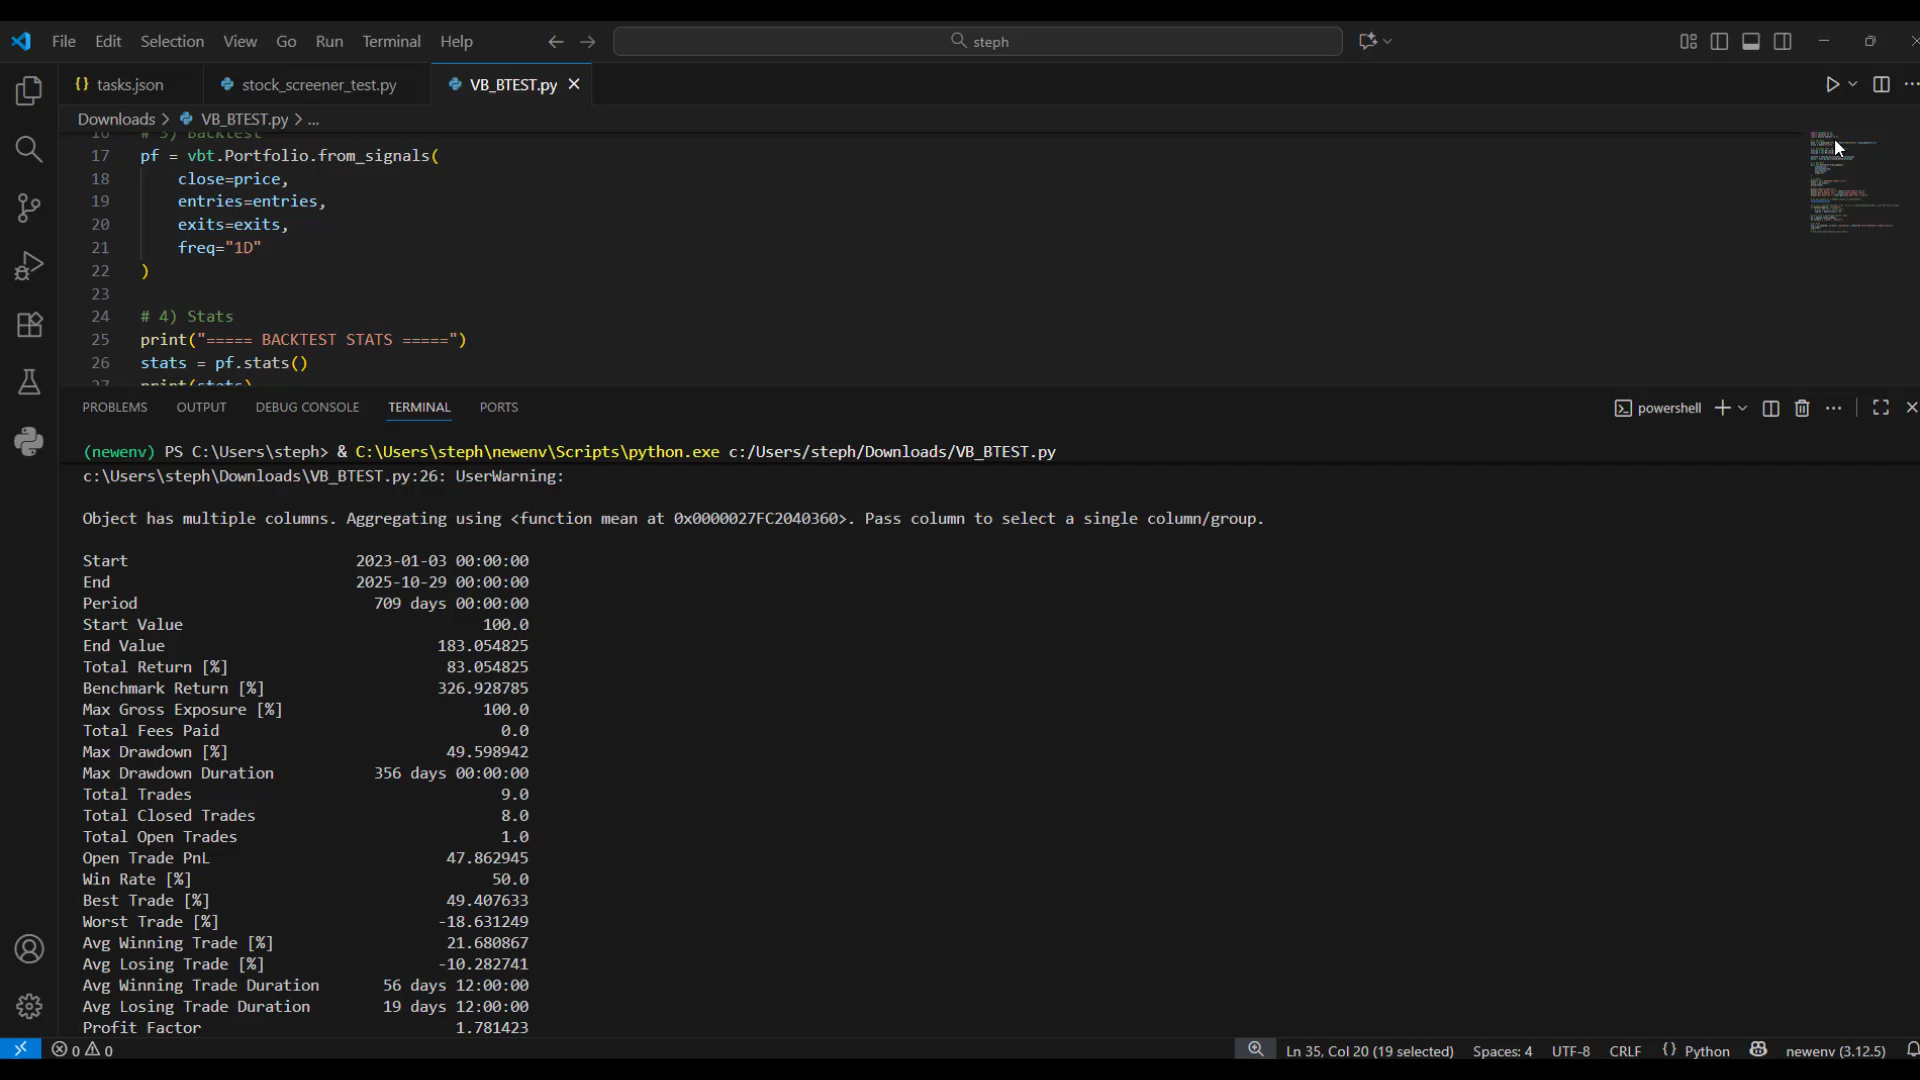 File Edit Selection View Go Run Terminal Help
steph
tasks.json
stock_screener_test.py
VB_BTEST.py
Downloads > VB_BTEST.py > ...
16 # 3) Backtest
17 pf = vbt.Portfolio.from_signals(
18 close=price,
19 entries=entries,
20 exits=exits,
21 freq="1D"
22 )
23
24 # 4) Stats
25 print("===== BACKTEST STATS =====")
26 stats = pf.stats()
27 print(stats)
PROBLEMS OUTPUT DEBUG CONSOLE TERMINAL PORTS
powershell
(newenv) PS C:\Users\steph> & C:\Users\steph\newenv\Scripts\python.exe c:/Users/steph/Downloads/VB_BTEST.py
c:\Users\steph\Downloads\VB_BTEST.py:26: UserWarning:
Object has multiple columns. Aggregating using <function mean at 0x0000027FC2040360>. Pass column to select a single column/group.
Start 2023-01-03 00:00:00
End 2025-10-29 00:00:00
Period 709 days 00:00:00
Start Value 100.0
End Value 183.054825
Total Return [%] 83.054825
Benchmark Return [%] 326.928785
Max Gross Exposure [%] 100.0
Total Fees Paid 0.0
Max Drawdown [%] 49.598942
Max Drawdown Duration 356 days 00:00:00
Total Trades 9.0
Total Closed Trades 8.0
Total Open Trades 1.0
Open Trade PnL 47.862945
Win Rate [%] 50.0
Best Trade [%] 49.407633
Worst Trade [%] -18.631249
Avg Winning Trade [%] 21.680867
Avg Losing Trade [%] -10.282741
Avg Winning Trade Duration 56 days 12:00:00
Avg Losing Trade Duration 19 days 12:00:00
Profit Factor 1.781423
0 0
Ln 35, Col 20 (19 selected) Spaces: 4 UTF-8 CRLF {} Python newenv (3.12.5)